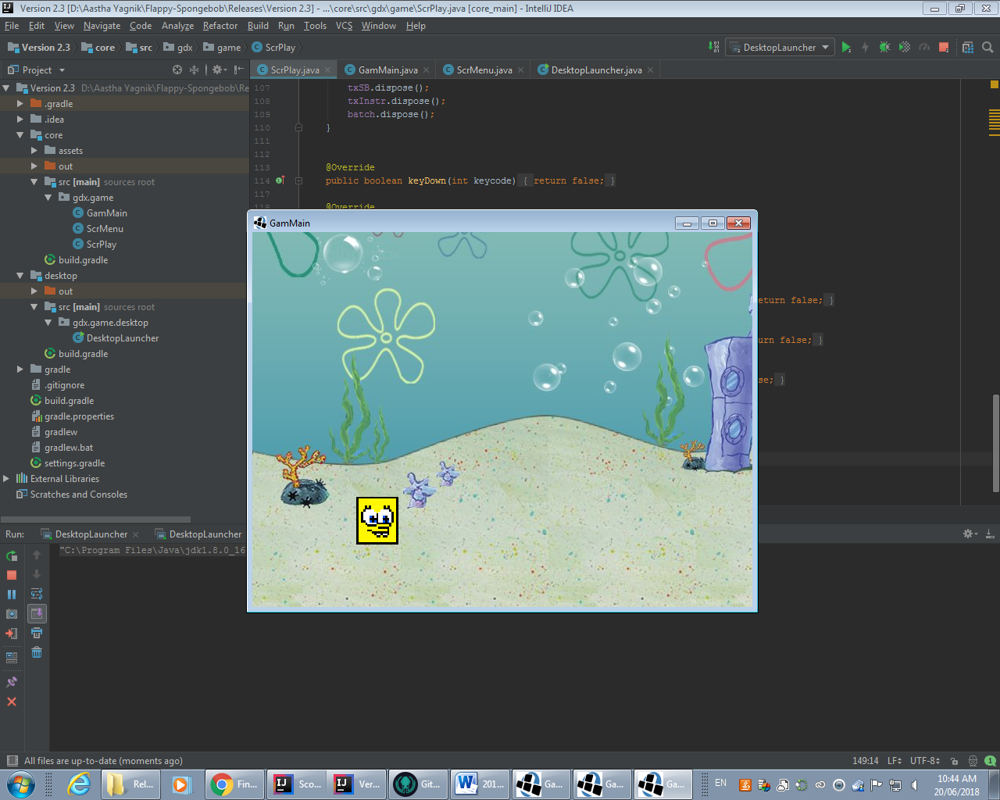 Version 2.3 [D:\Aastha Yagnik\Flappy-Spongebob\Releases\Version 2.3] - ...\core\src\gdx\game\ScrPlay.java [core_main] - IntelliJ IDEA
File Edit View Navigate Code Analyze Refactor Build Run Tools VCS Window Help
Version 2.3 core src gdx game ScrPlay DesktopLauncher
Project ScrPlay.java GamMain.java ScrMenu.java DesktopLauncher.java
Version 2.3 D:\Aastha Yagnik\Flappy-Spongebob\Re
.gradle
.idea
core
assets
out
src [main] sources root
gdx.game
GamMain
ScrMenu
ScrPlay
build.gradle
desktop
out
src [main] sources root
gdx.game.desktop
DesktopLauncher
build.gradle
gradle
.gitignore
build.gradle
gradle.properties
gradlew
gradlew.bat
settings.gradle
External Libraries
Scratches and Consoles
107 txSB.dispose();
108 txInstr.dispose();
109 batch.dispose();
110 }
111
112
113 @Override
114 public boolean keyDown(int keycode) { return false; }
117
118 @Override
GamMain
eturn false; }
urn false; }
se; }
Run: DesktopLauncher DesktopLauncher
"C:\Program Files\Java\jdk1.8.0_16
All files are up-to-date (moments ago) 149:14 LF UTF-8 1
Rel... Fin... Sco... Ver... Git... 201... Ga... Ga... Ga... EN 10:44 AM
20/06/2018